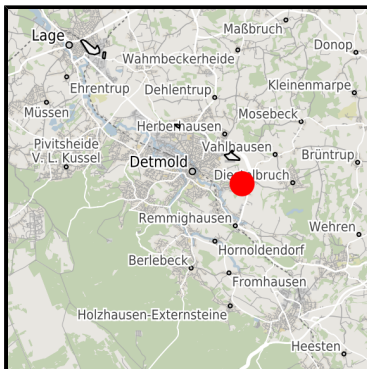 Lage
Maßbruch
Donop
Wahmbeckerheide
Ehrentrup
Dehlentrup
Kleinenmarpe
Müssen
Mosebeck
Herberhausen
Pivitsheide
V. L. Kussel
Vahlhausen
Brüntrup
Detmold
Remmighausen
Wehren
Hornoldendorf
Berlebeck
Fromhausen
Holzhausen-Externsteine
Heesten